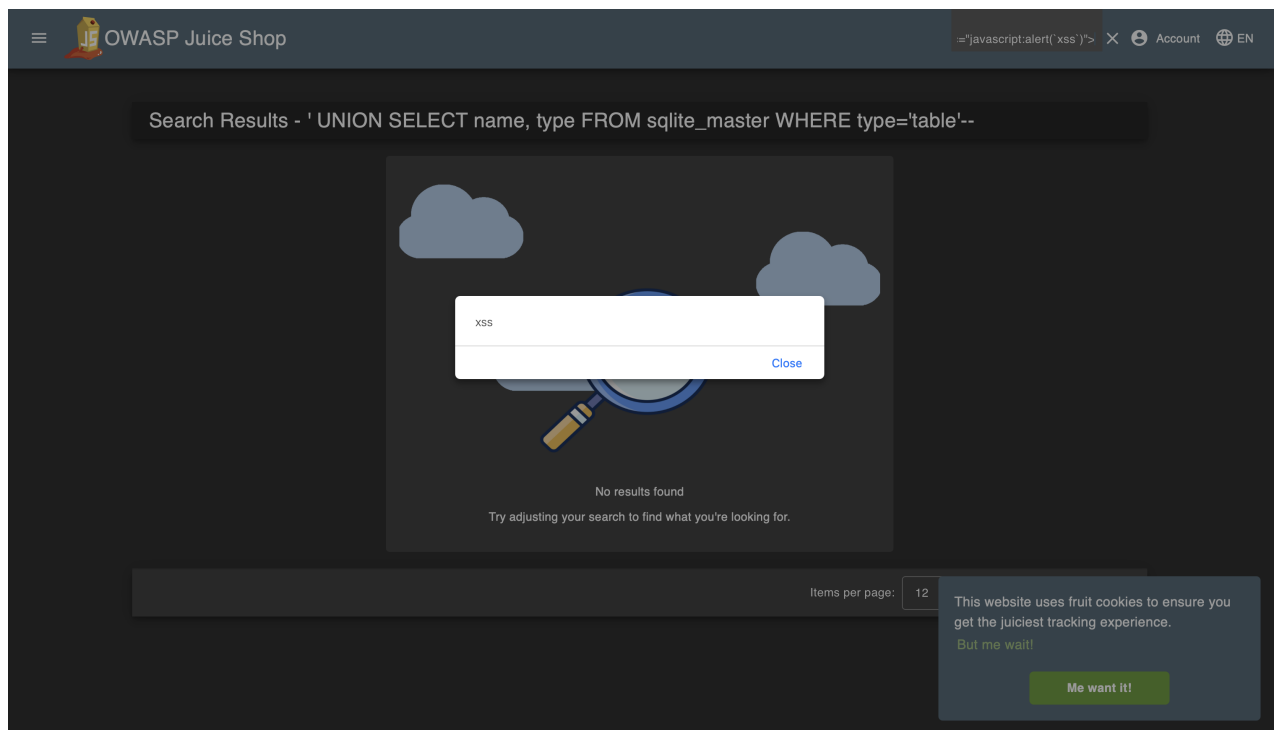 OWASP Juice Shop
="javascript:alert(`xss`)">
Account
EN
Search Results - ' UNION SELECT name, type FROM sqlite_master WHERE type='table'--
xss
Close
No results found
Try adjusting your search to find what you're looking for.
Items per page: 12
This website uses fruit cookies to ensure you
get the juiciest tracking experience.
But me wait!
Me want it!